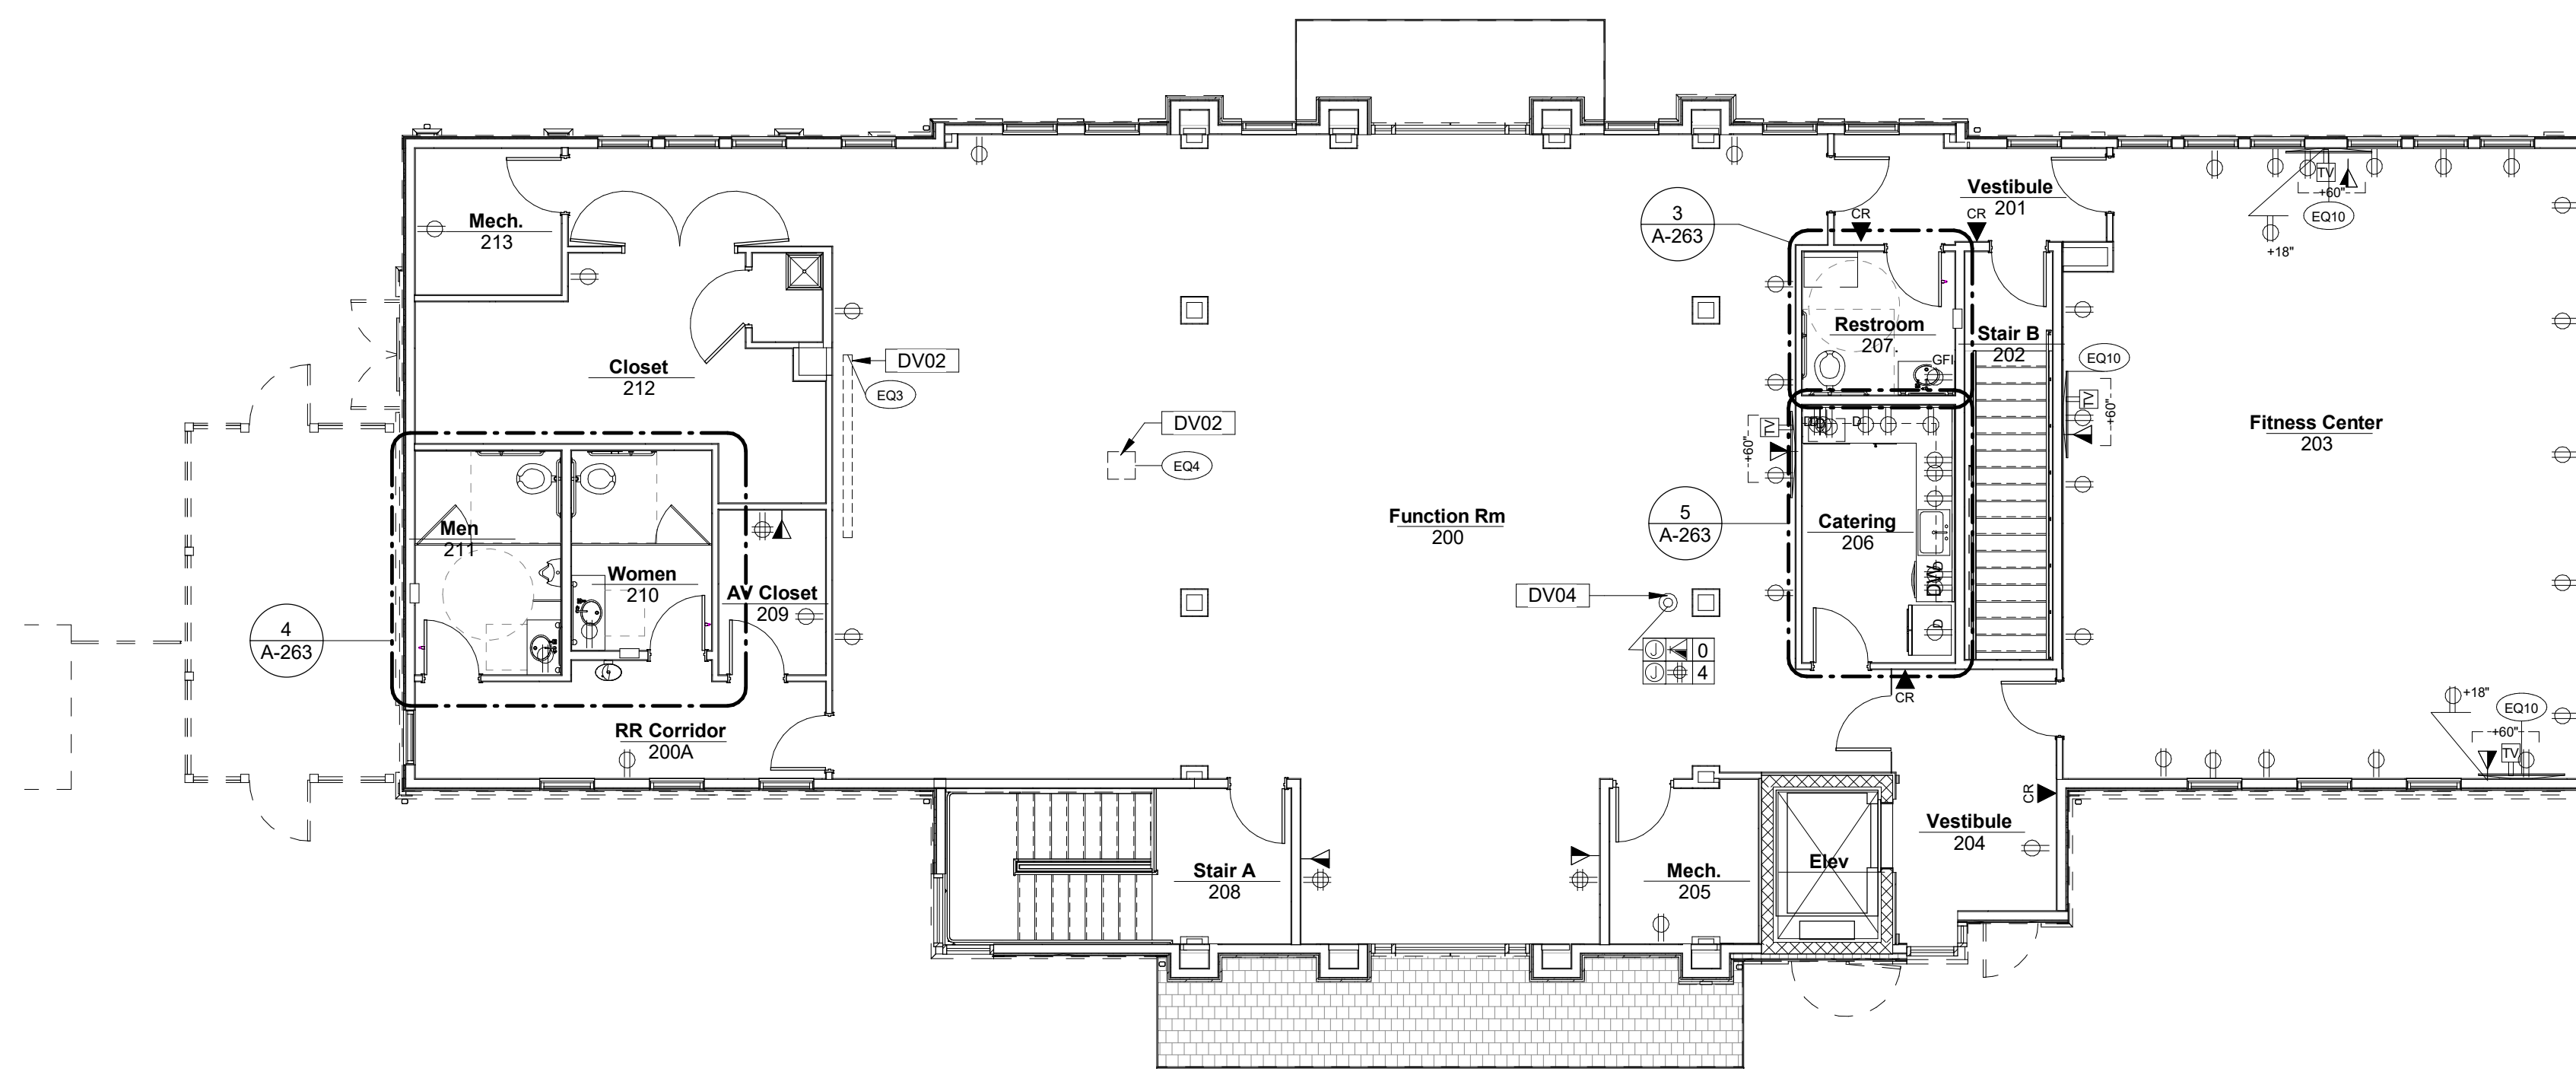 Mech.
213
3
A-263
CR
CR
Vestibule
201
TV
+60"
EQ10
+18"
Closet
212
DV02
EQ3
DV02
EQ4
Restroom
207
GFI
Stair B
202
EQ10
TV
+60"
Fitness Center
203
TV
+60"
D
Men
211
Women
210
AV Closet
209
4
A-263
Function Rm
200
5
A-263
Catering
206
DW
D
DV04
J
0
J
4
CR
RR Corridor
200A
+18"
EQ10
+60"
TV
CR
Stair A
208
Mech.
205
Elev
Vestibule
204